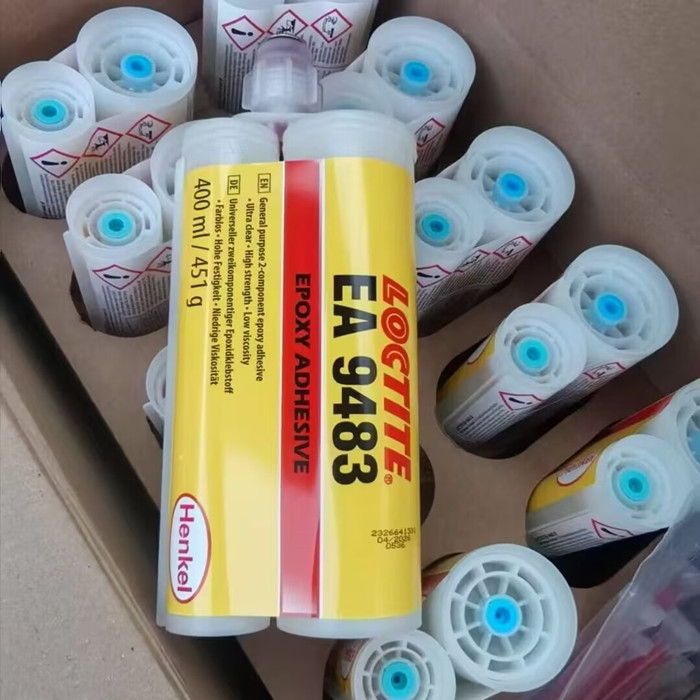 LOCTITE®
EA 9483
EPOXY ADHESIVE
EN
General purpose 2-component epoxy adhesive
• Ultra clear • High strength • Low viscosity
DE
Universeller zweikomponentiger Epoxidklebstoff
• Farblos • Hohe Festigkeit • Niedrige Viskosität
400 ml / 451 g
Henkel
04/2026
0536